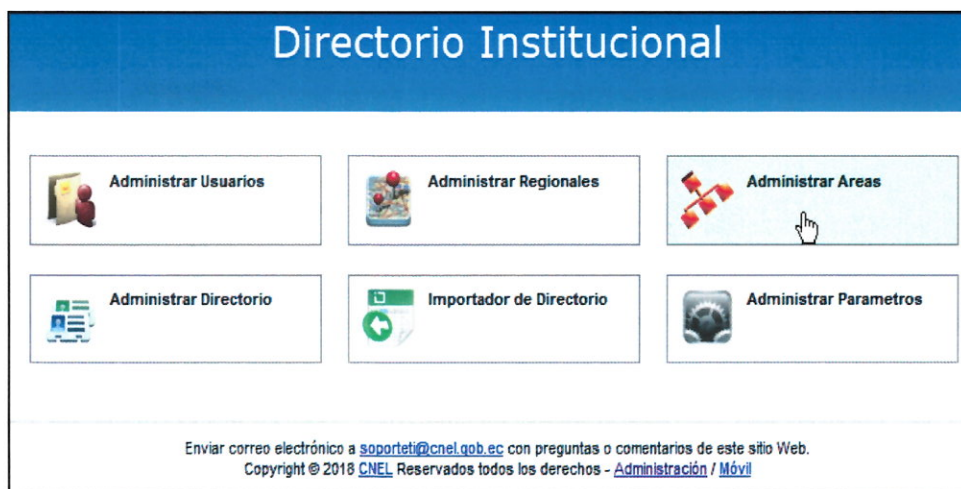 Directorio Institucional
Administrar Usuarios
Administrar Regionales
Administrar Areas
Administrar Directorio
Importador de Directorio
Administrar Parametros
Enviar correo electrónico a soporteti@cnel.gob.ec con preguntas o comentarios de este sitio Web.
Copyright © 2018 CNEL Reservados todos los derechos - Administración / Móvil